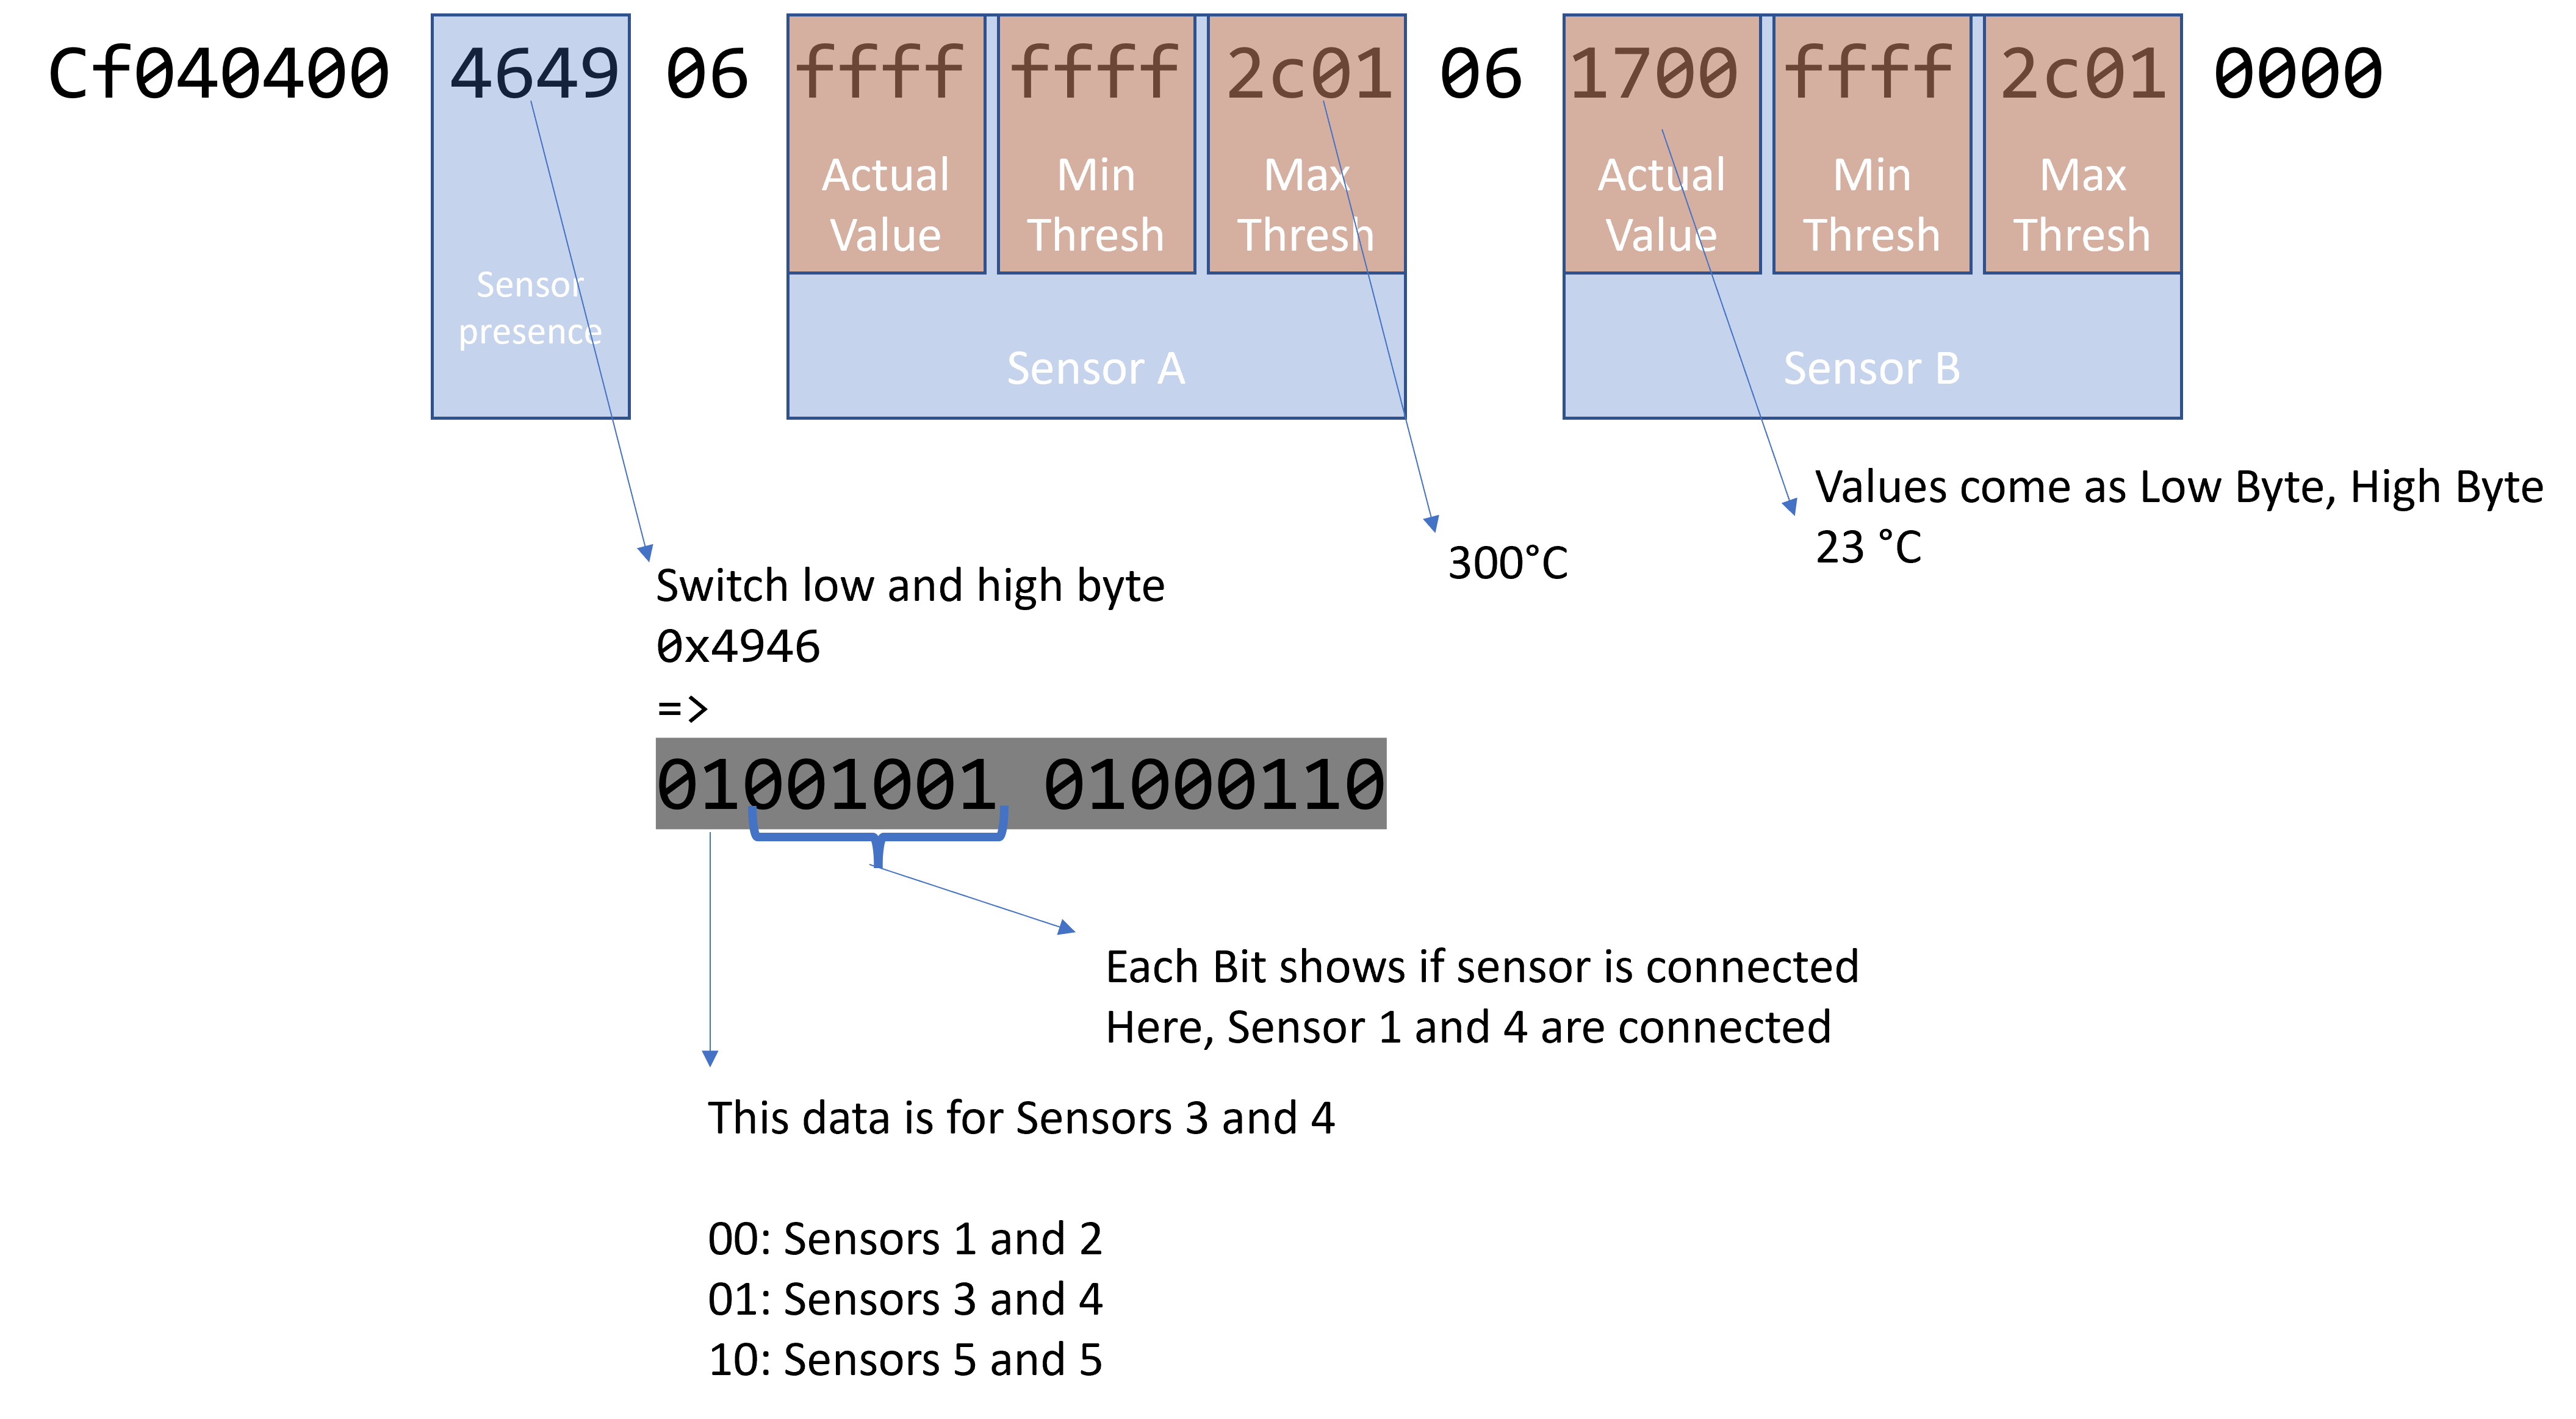 Cf040400 4649 06 ffff ffff 2c01 06 1700 ffff 2c01 0000
Sensor
presence
Actual
Value
Min
Thresh
Max
Thresh
Sensor A
Actual
Value
Min
Thresh
Max
Thresh
Sensor B
Values come as Low Byte, High Byte
23 °C
300°C
Switch low and high byte
0x4946
=>
01001001 01000110
Each Bit shows if sensor is connected
Here, Sensor 1 and 4 are connected
This data is for Sensors 3 and 4
00: Sensors 1 and 2
01: Sensors 3 and 4
10: Sensors 5 and 5